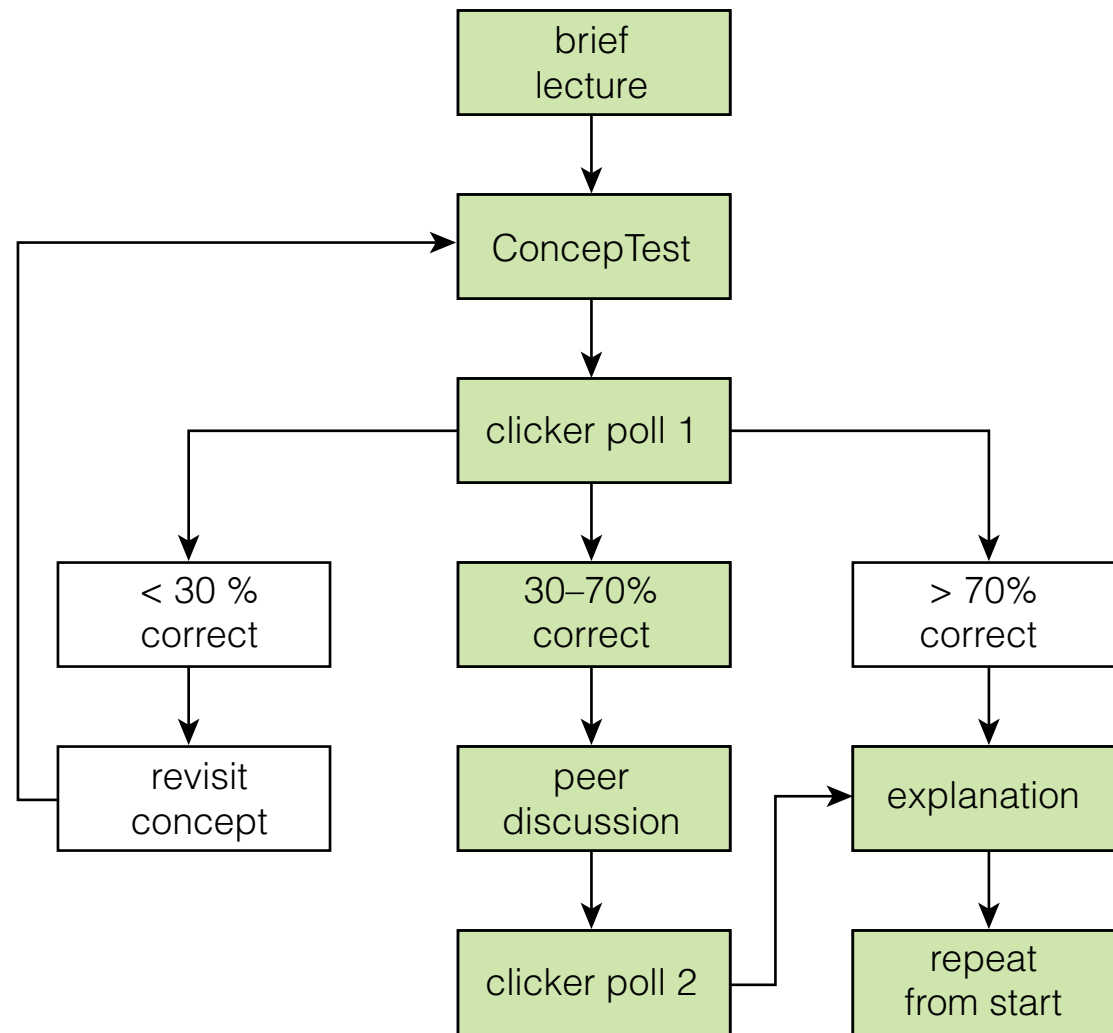 brief
lecture
ConcepTest
clicker poll 1
< 30 %
correct
30–70%
correct
> 70%
correct
revisit
concept
peer
discussion
explanation
clicker poll 2
repeat
from start